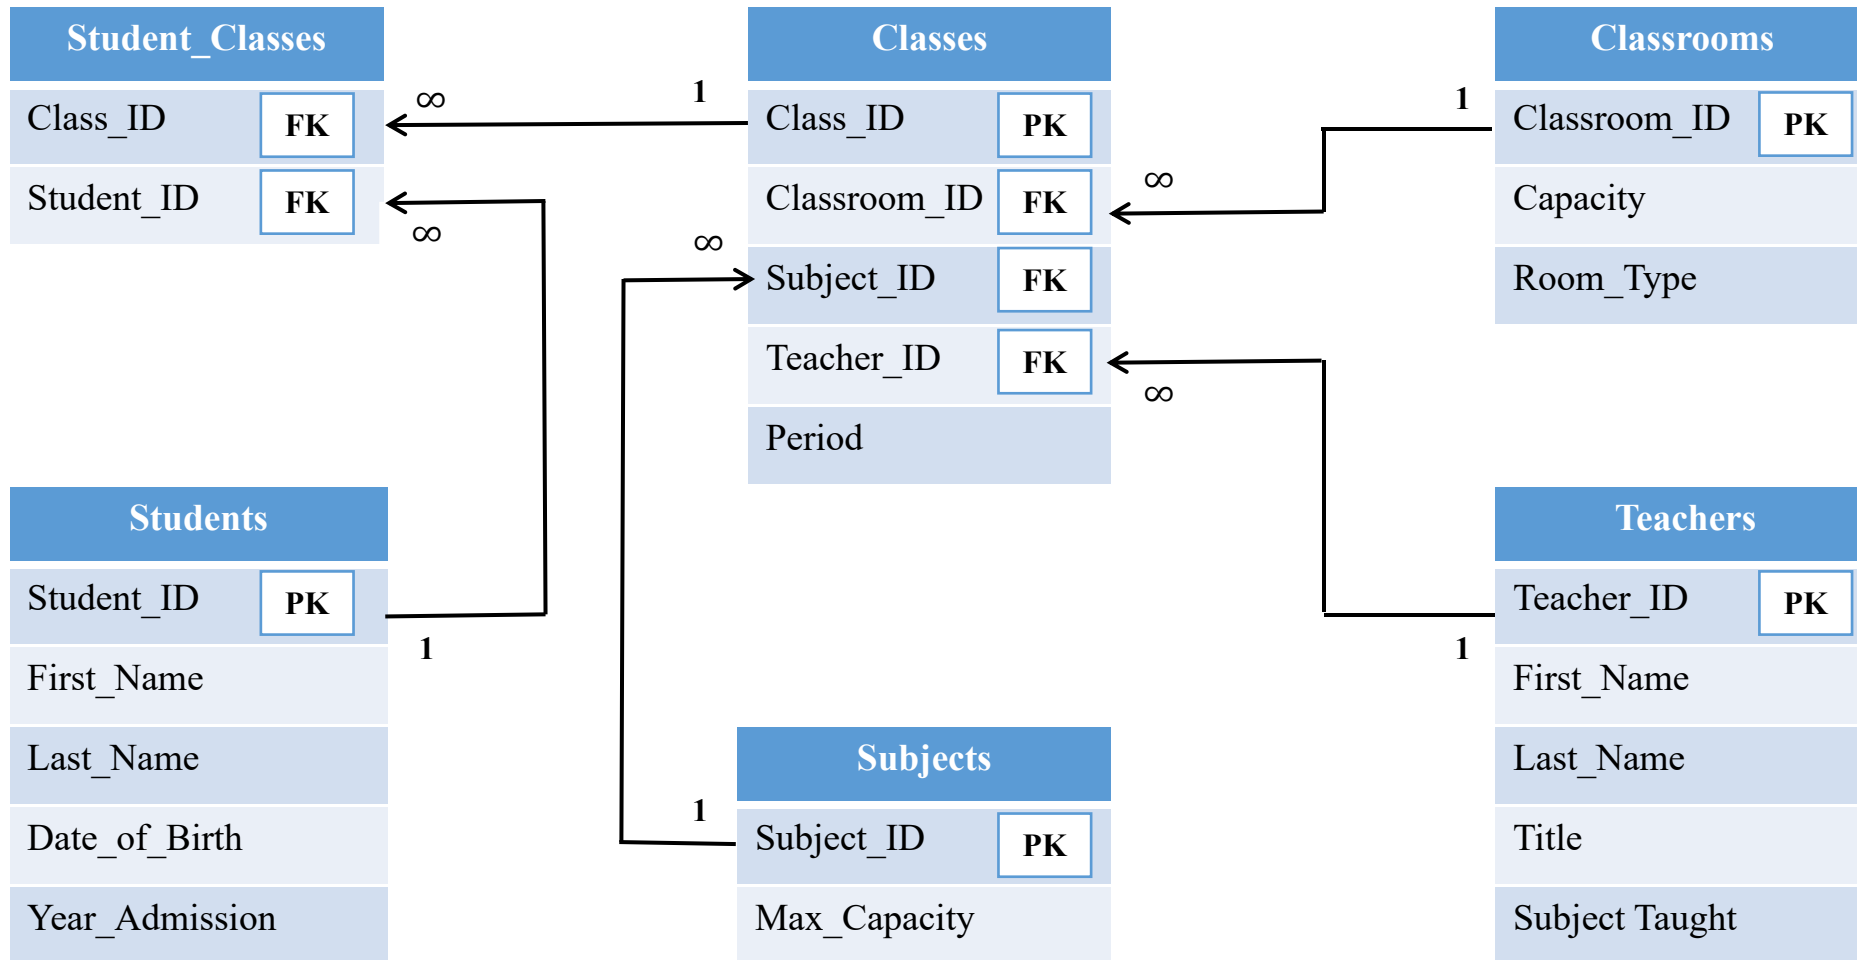 Student_Classes
Class_ID FK
Student_ID FK
∞
∞
1
Classes
Class_ID PK
Classroom_ID FK
Subject_ID FK
Teacher_ID FK
Period
∞
∞
∞
1
Classrooms
Classroom_ID PK
Capacity
Room_Type
Students
Student_ID PK
First_Name
Last_Name
Date_of_Birth
Year_Admission
1
1
Subjects
Subject_ID PK
Max_Capacity
1
Teachers
Teacher_ID PK
First_Name
Last_Name
Title
Subject Taught